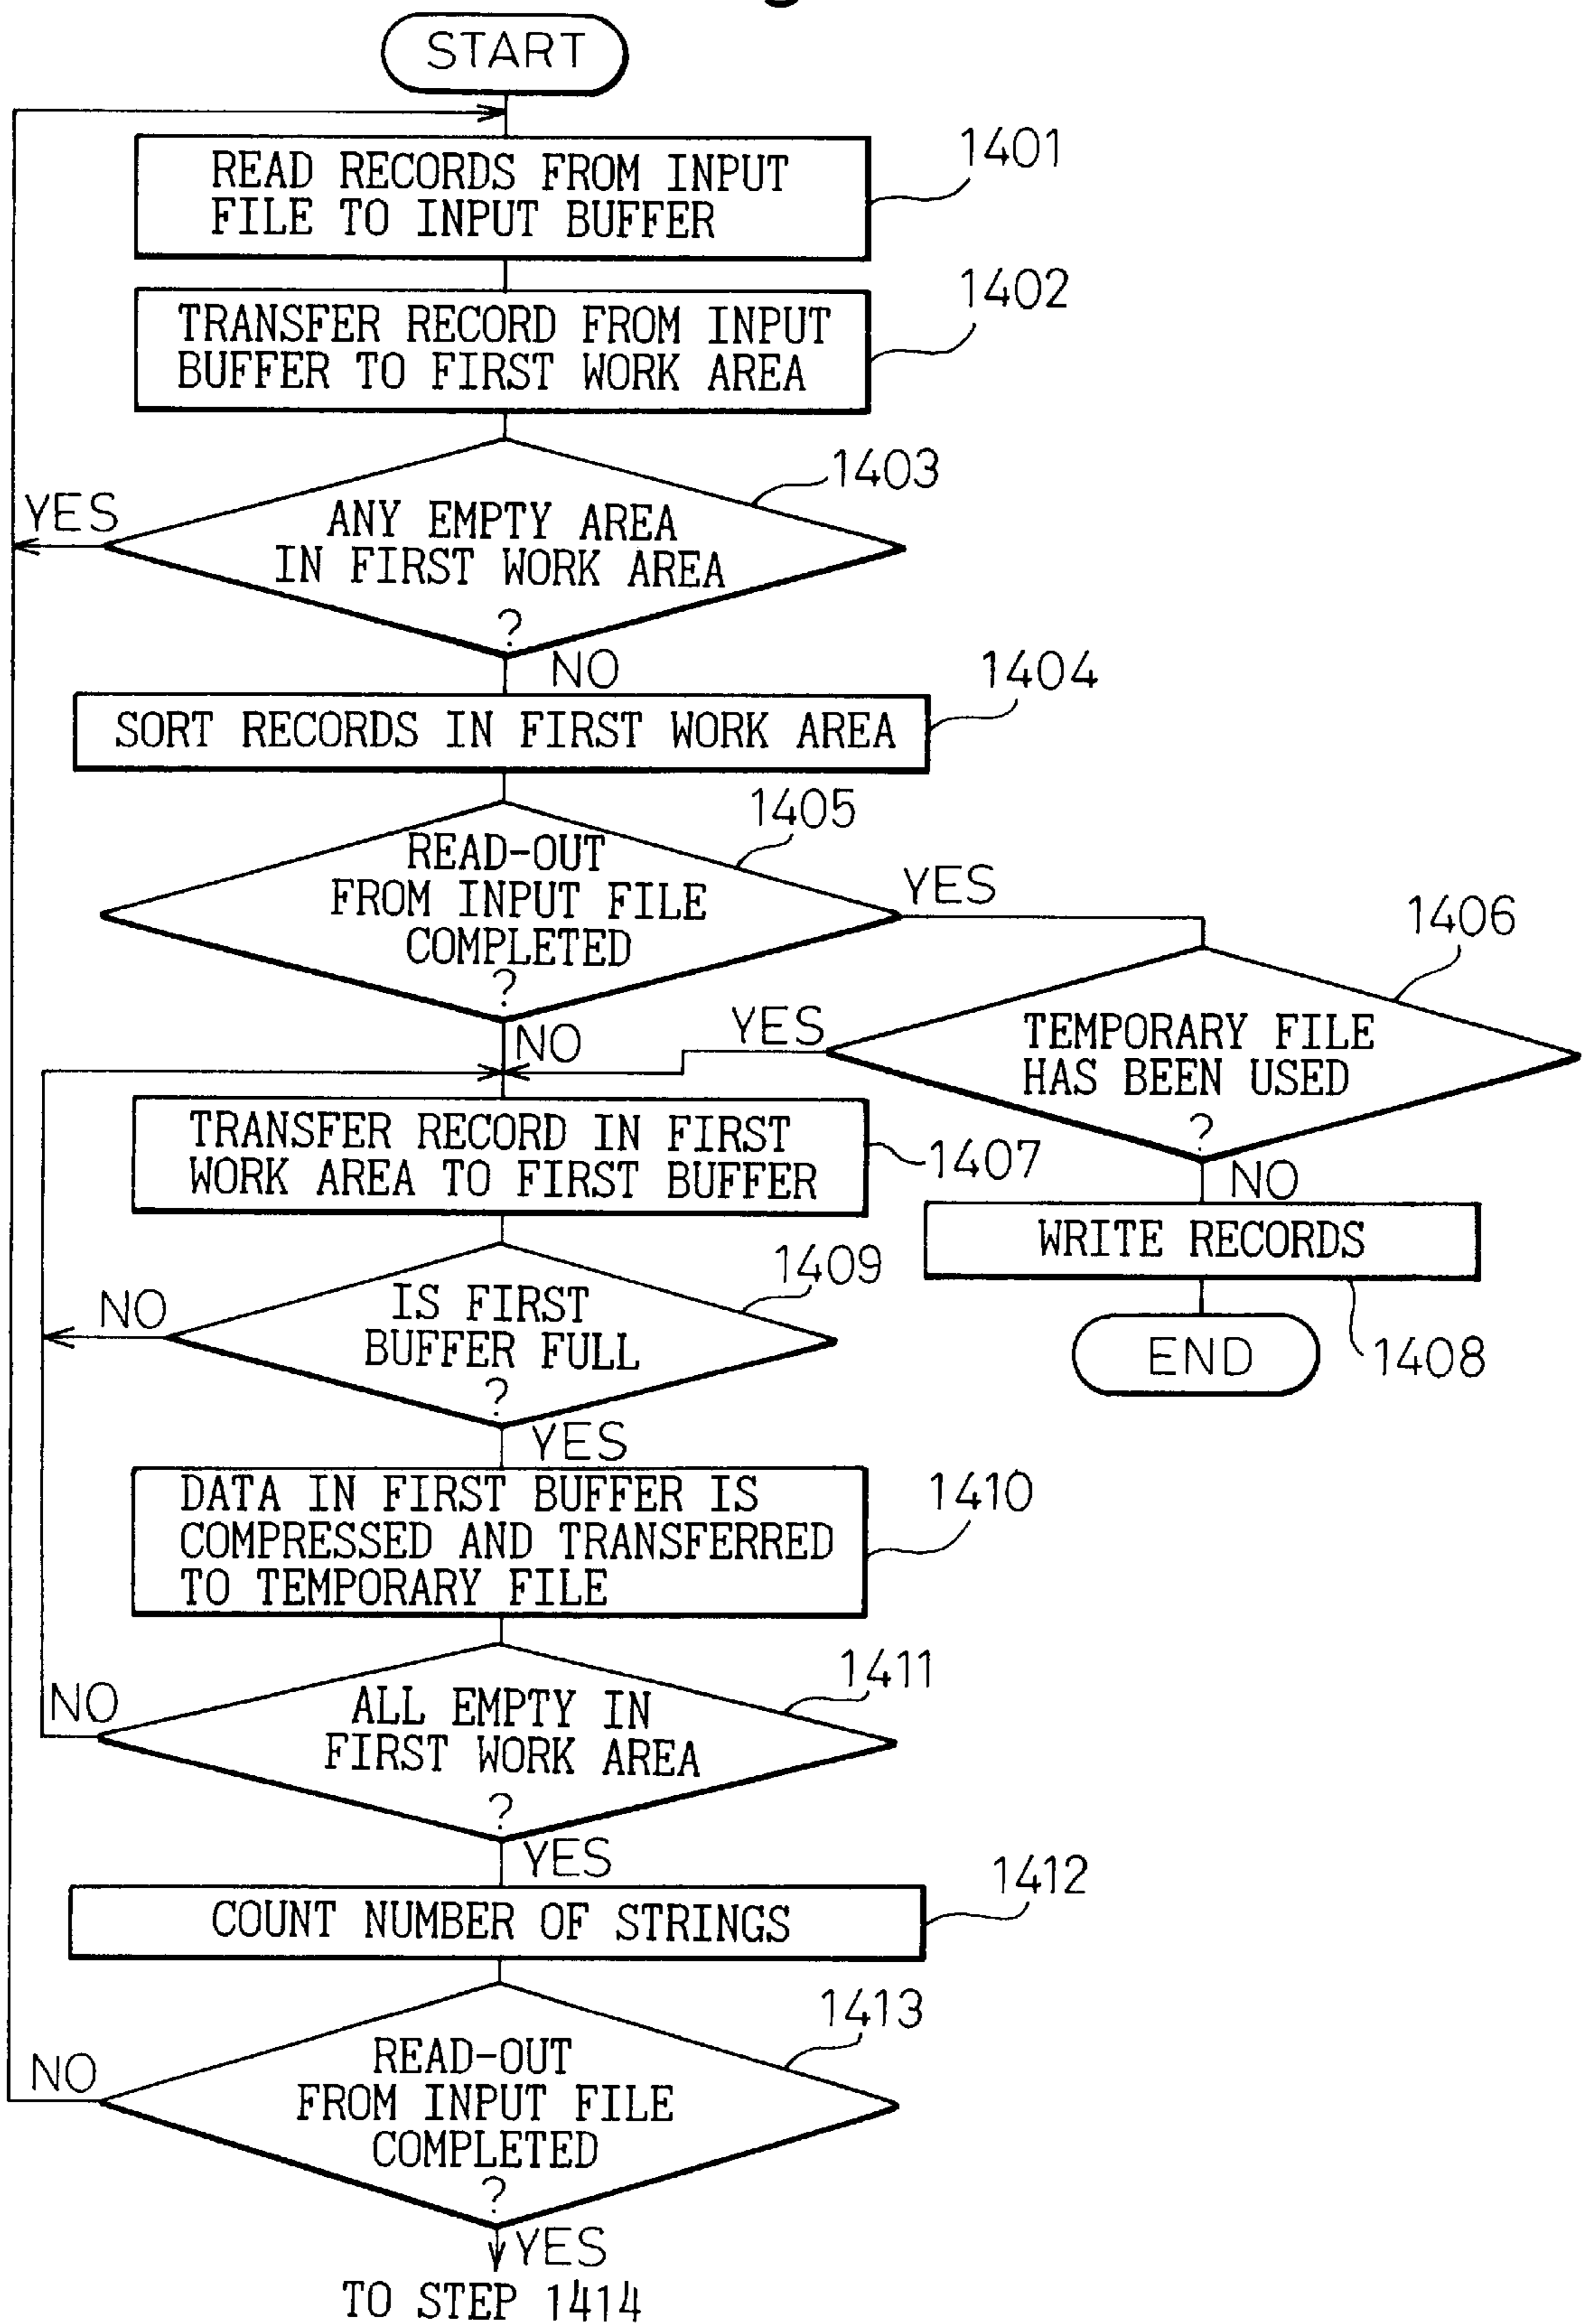 START
1401
READ RECORDS FROM INPUT
FILE TO INPUT BUFFER
1402
TRANSFER RECORD FROM INPUT
BUFFER TO FIRST WORK AREA
1403
YES
ANY EMPTY AREA
IN FIRST WORK AREA
?
NO
1404
SORT RECORDS IN FIRST WORK AREA
1405
READ-OUT
FROM INPUT FILE
COMPLETED
?
YES
1406
NO
YES
TEMPORARY FILE
HAS BEEN USED
?
NO
TRANSFER RECORD IN FIRST
WORK AREA TO FIRST BUFFER
1407
WRITE RECORDS
1408
END
1409
NO
IS FIRST
BUFFER FULL
?
YES
DATA IN FIRST BUFFER IS
COMPRESSED AND TRANSFERRED
TO TEMPORARY FILE
1410
1411
NO
ALL EMPTY IN
FIRST WORK AREA
?
YES
1412
COUNT NUMBER OF STRINGS
1413
NO
READ-OUT
FROM INPUT FILE
COMPLETED
?
YES
TO STEP 1414